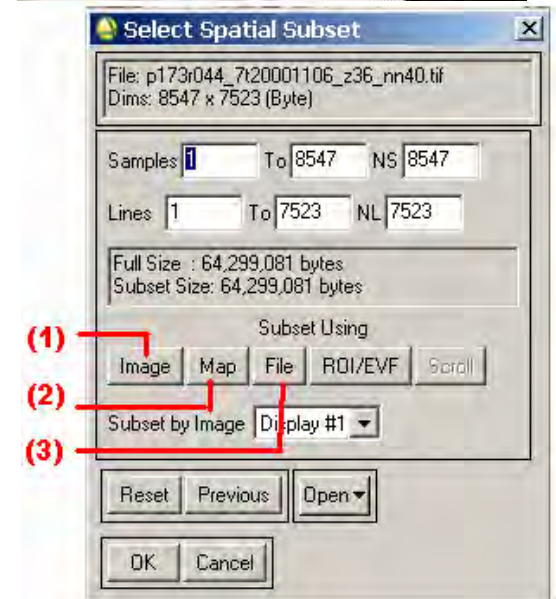 Select Spatial Subset
File: p173r044_7t20001106_z36_nn40.tif
Dims: 8547 x 7523 (Byte)
Samples 1 To 8547 NS 8547
Lines 1 To 7523 NL 7523
Full Size : 64,299,081 bytes
Subset Size: 64,299,081 bytes
Subset Using
(1)
Image Map File ROI/EVF Scroll
(2)
Subset by Image Display #1
(3)
Reset Previous Open
OK Cancel